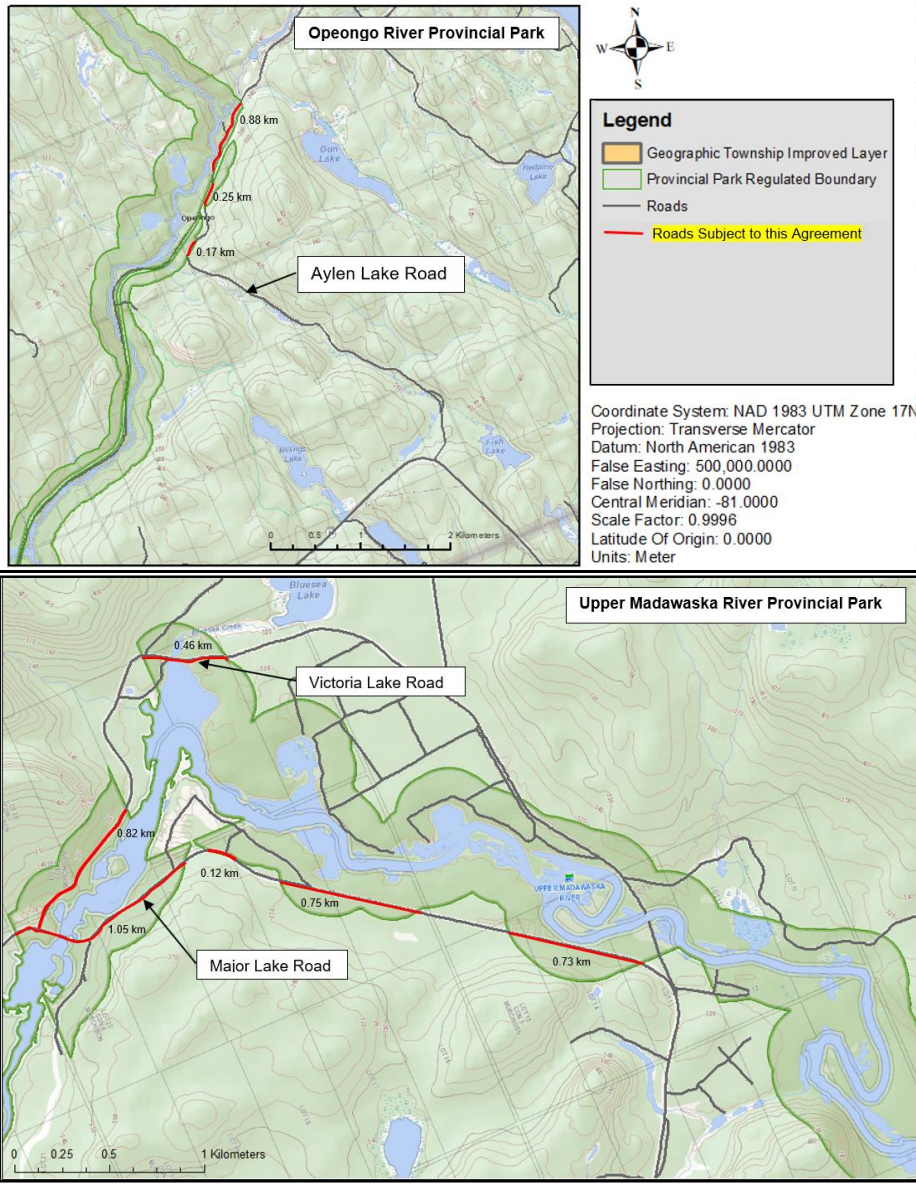 Opeongo River Provincial Park
0.88 km
Gun
Lake
Redpine
Lake
0.25 km
Opeongo
0.17 km
Aylen Lake Road
Fish
Lake
Lake
0 0.5 1 2 Kilometers
N
W E
S
Legend
Geographic Township Improved Layer
Provincial Park Regulated Boundary
Roads
Roads Subject to this Agreement
Coordinate System: NAD 1983 UTM Zone 17N
Projection: Transverse Mercator
Datum: North American 1983
False Easting: 500,000.0000
False Northing: 0.0000
Central Meridian: -81.0000
Scale Factor: 0.9996
Latitude Of Origin: 0.0000
Units: Meter
Upper Madawaska River Provincial Park
Bluesea
Lake
Bluesea Creek
0.46 km
Victoria Lake Road
0.82 km
0.12 km
0.75 km
UPPER MADAWASKA
RIVER
1.05 km
Major Lake Road
0.73 km
0 0.25 0.5 1 Kilometers